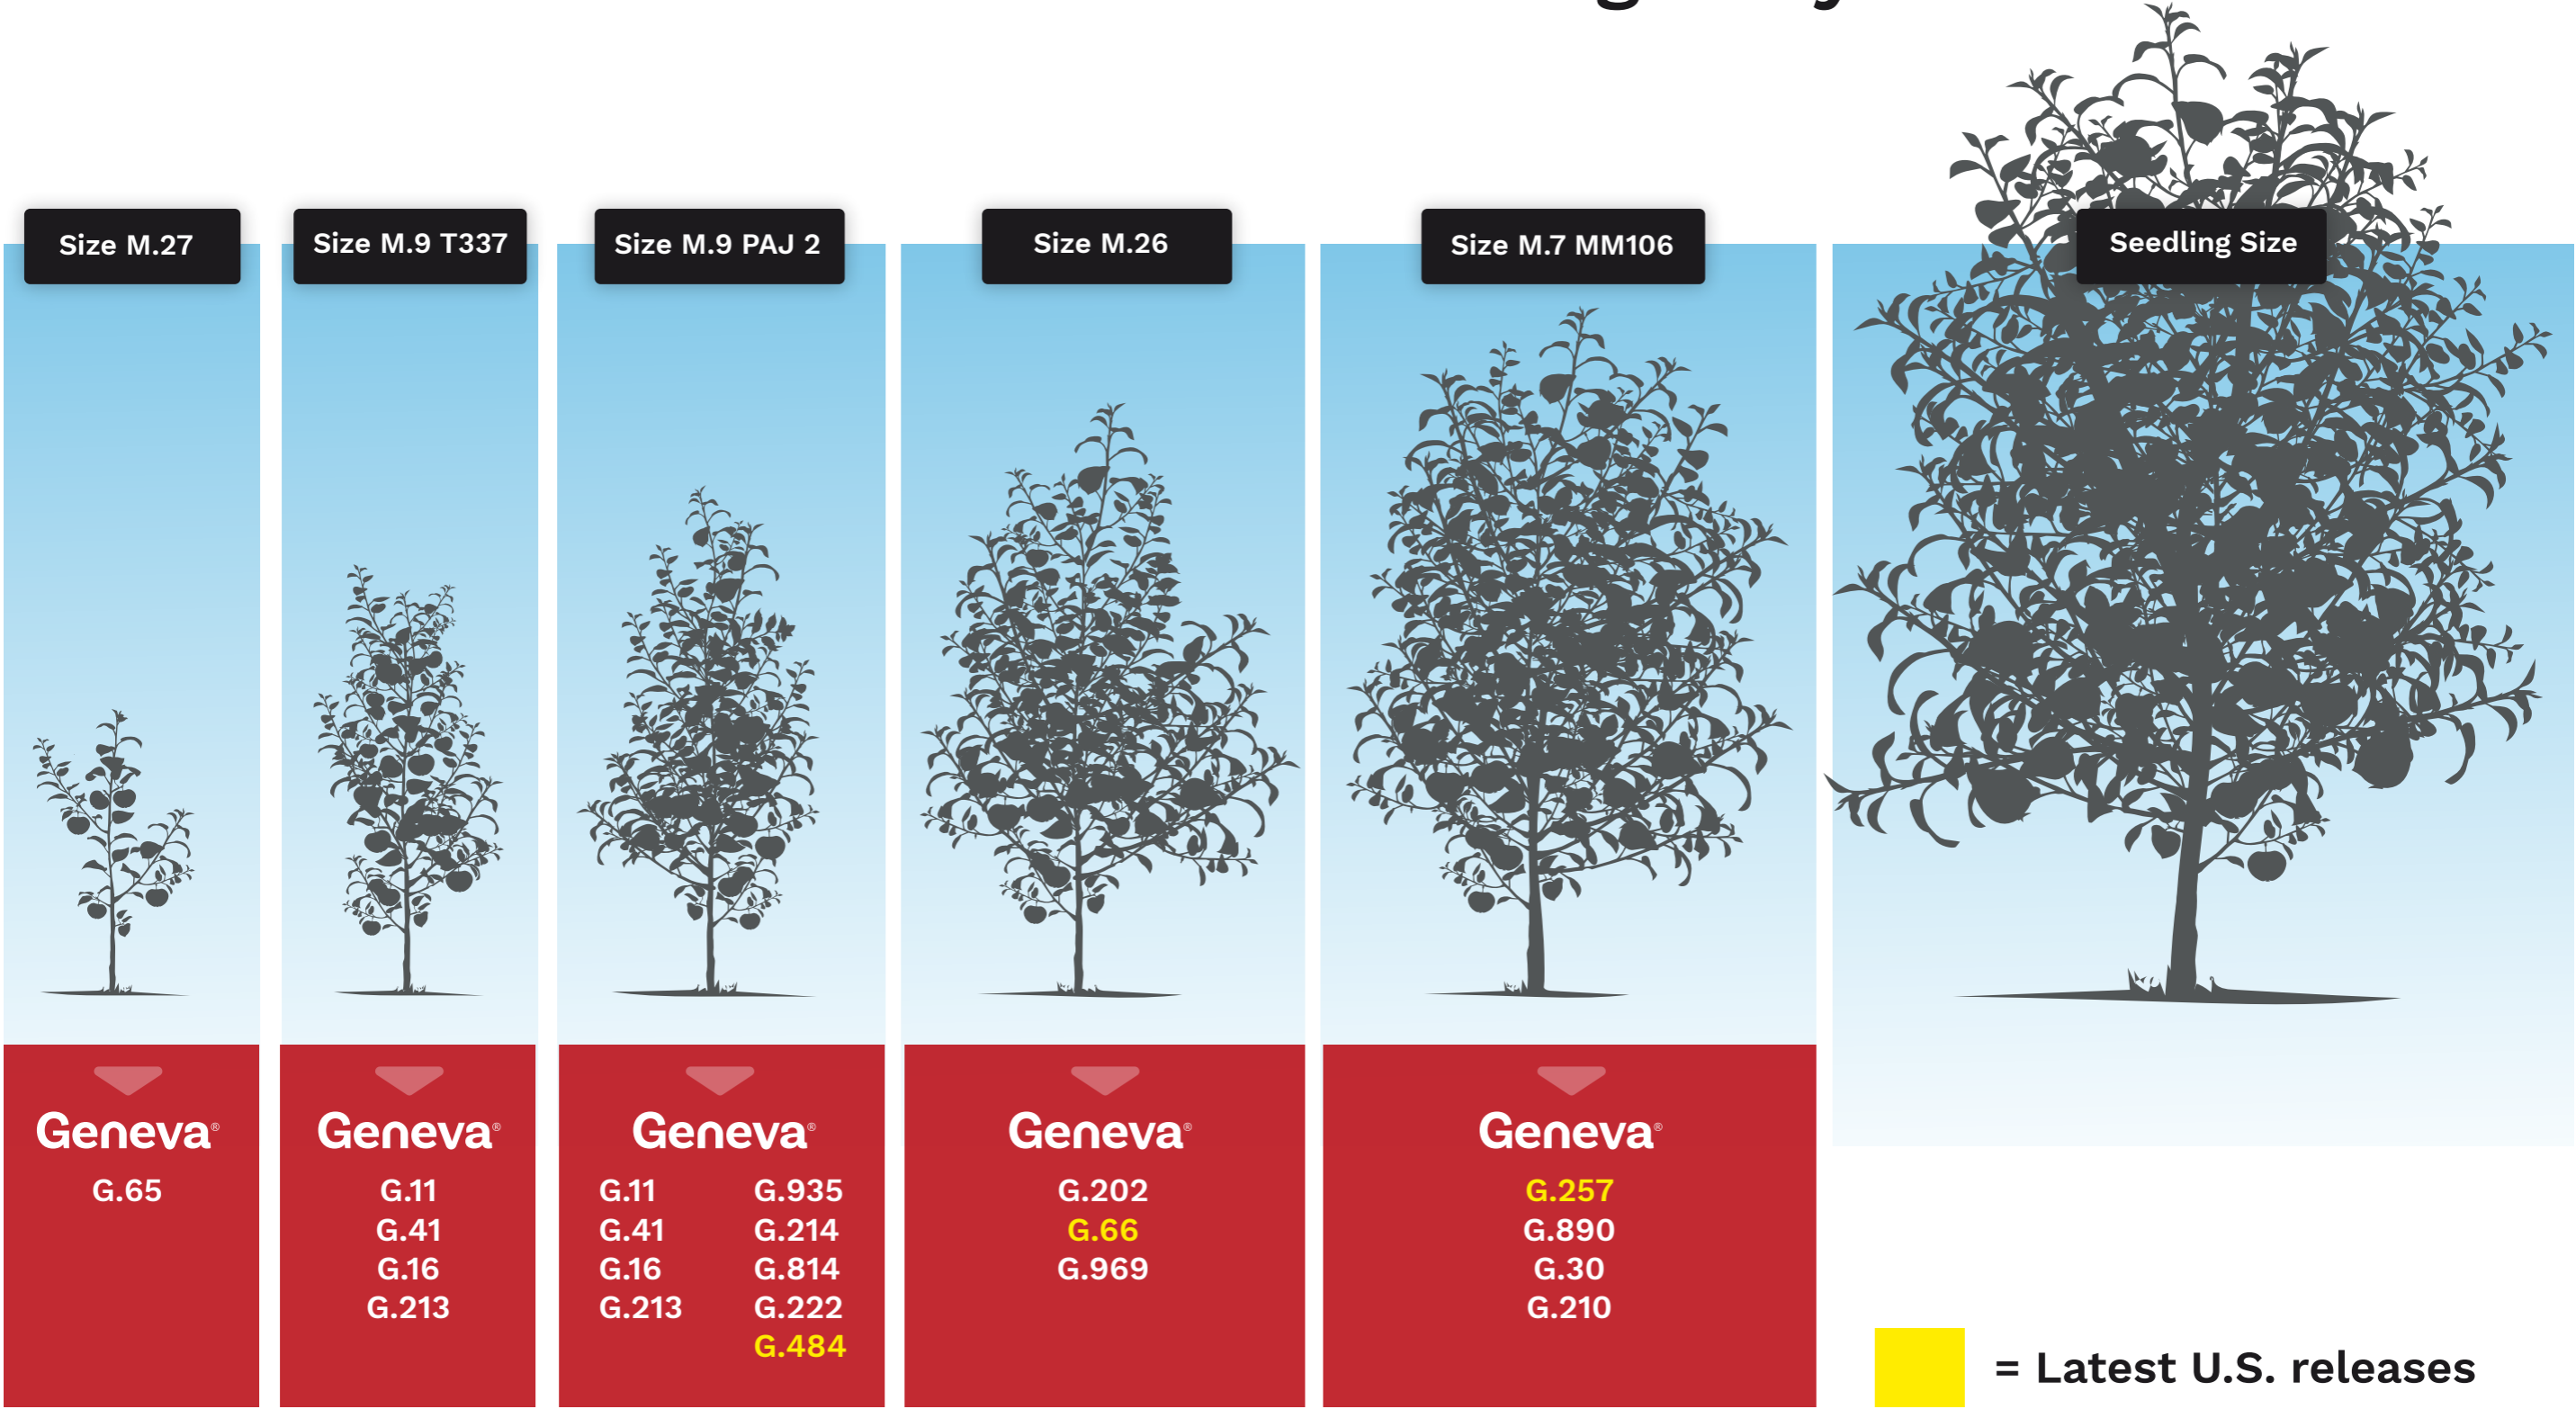 Size M.27
Size M.9 T337
Size M.9 PAJ 2
Size M.26
Size M.7 MM106
Seedling Size
Geneva®
G.65
Geneva®
G.11
G.41
G.16
G.213
Geneva®
G.11
G.41
G.16
G.213
G.935
G.214
G.814
G.222
G.484
Geneva®
G.202
G.66
G.969
Geneva®
G.257
G.890
G.30
G.210
= Latest U.S. releases